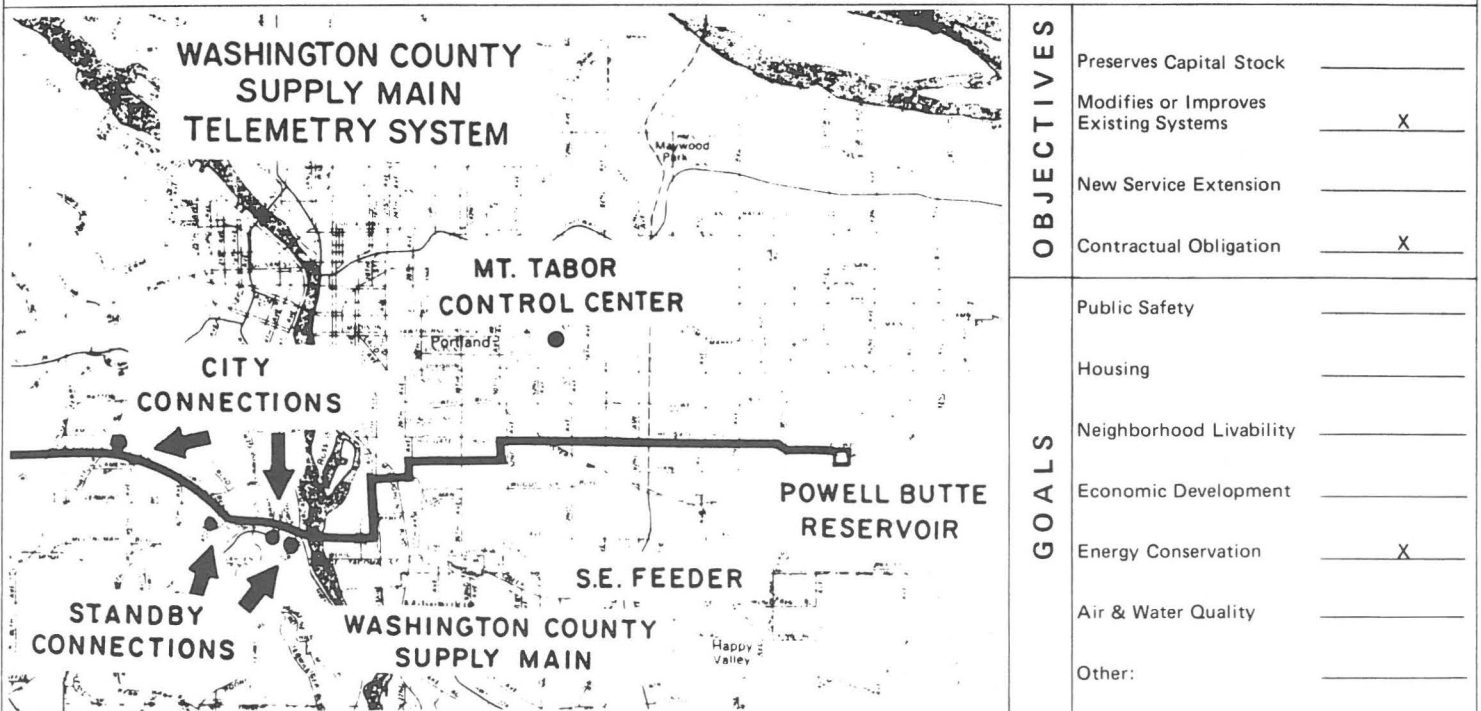 WASHINGTON COUNTY
SUPPLY MAIN
TELEMETRY SYSTEM
Maywood
Park
MT. TABOR
CONTROL CENTER
Portland
CITY
CONNECTIONS
POWELL BUTTE
RESERVOIR
S.E. FEEDER
STANDBY
CONNECTIONS
WASHINGTON COUNTY
SUPPLY MAIN
Happy
Valley
OBJECTIVES
Preserves Capital Stock
Modifies or Improves
Existing Systems X
New Service Extension
Contractual Obligation X
GOALS
Public Safety
Housing
Neighborhood Livability
Economic Development
Energy Conservation X
Air & Water Quality
Other: